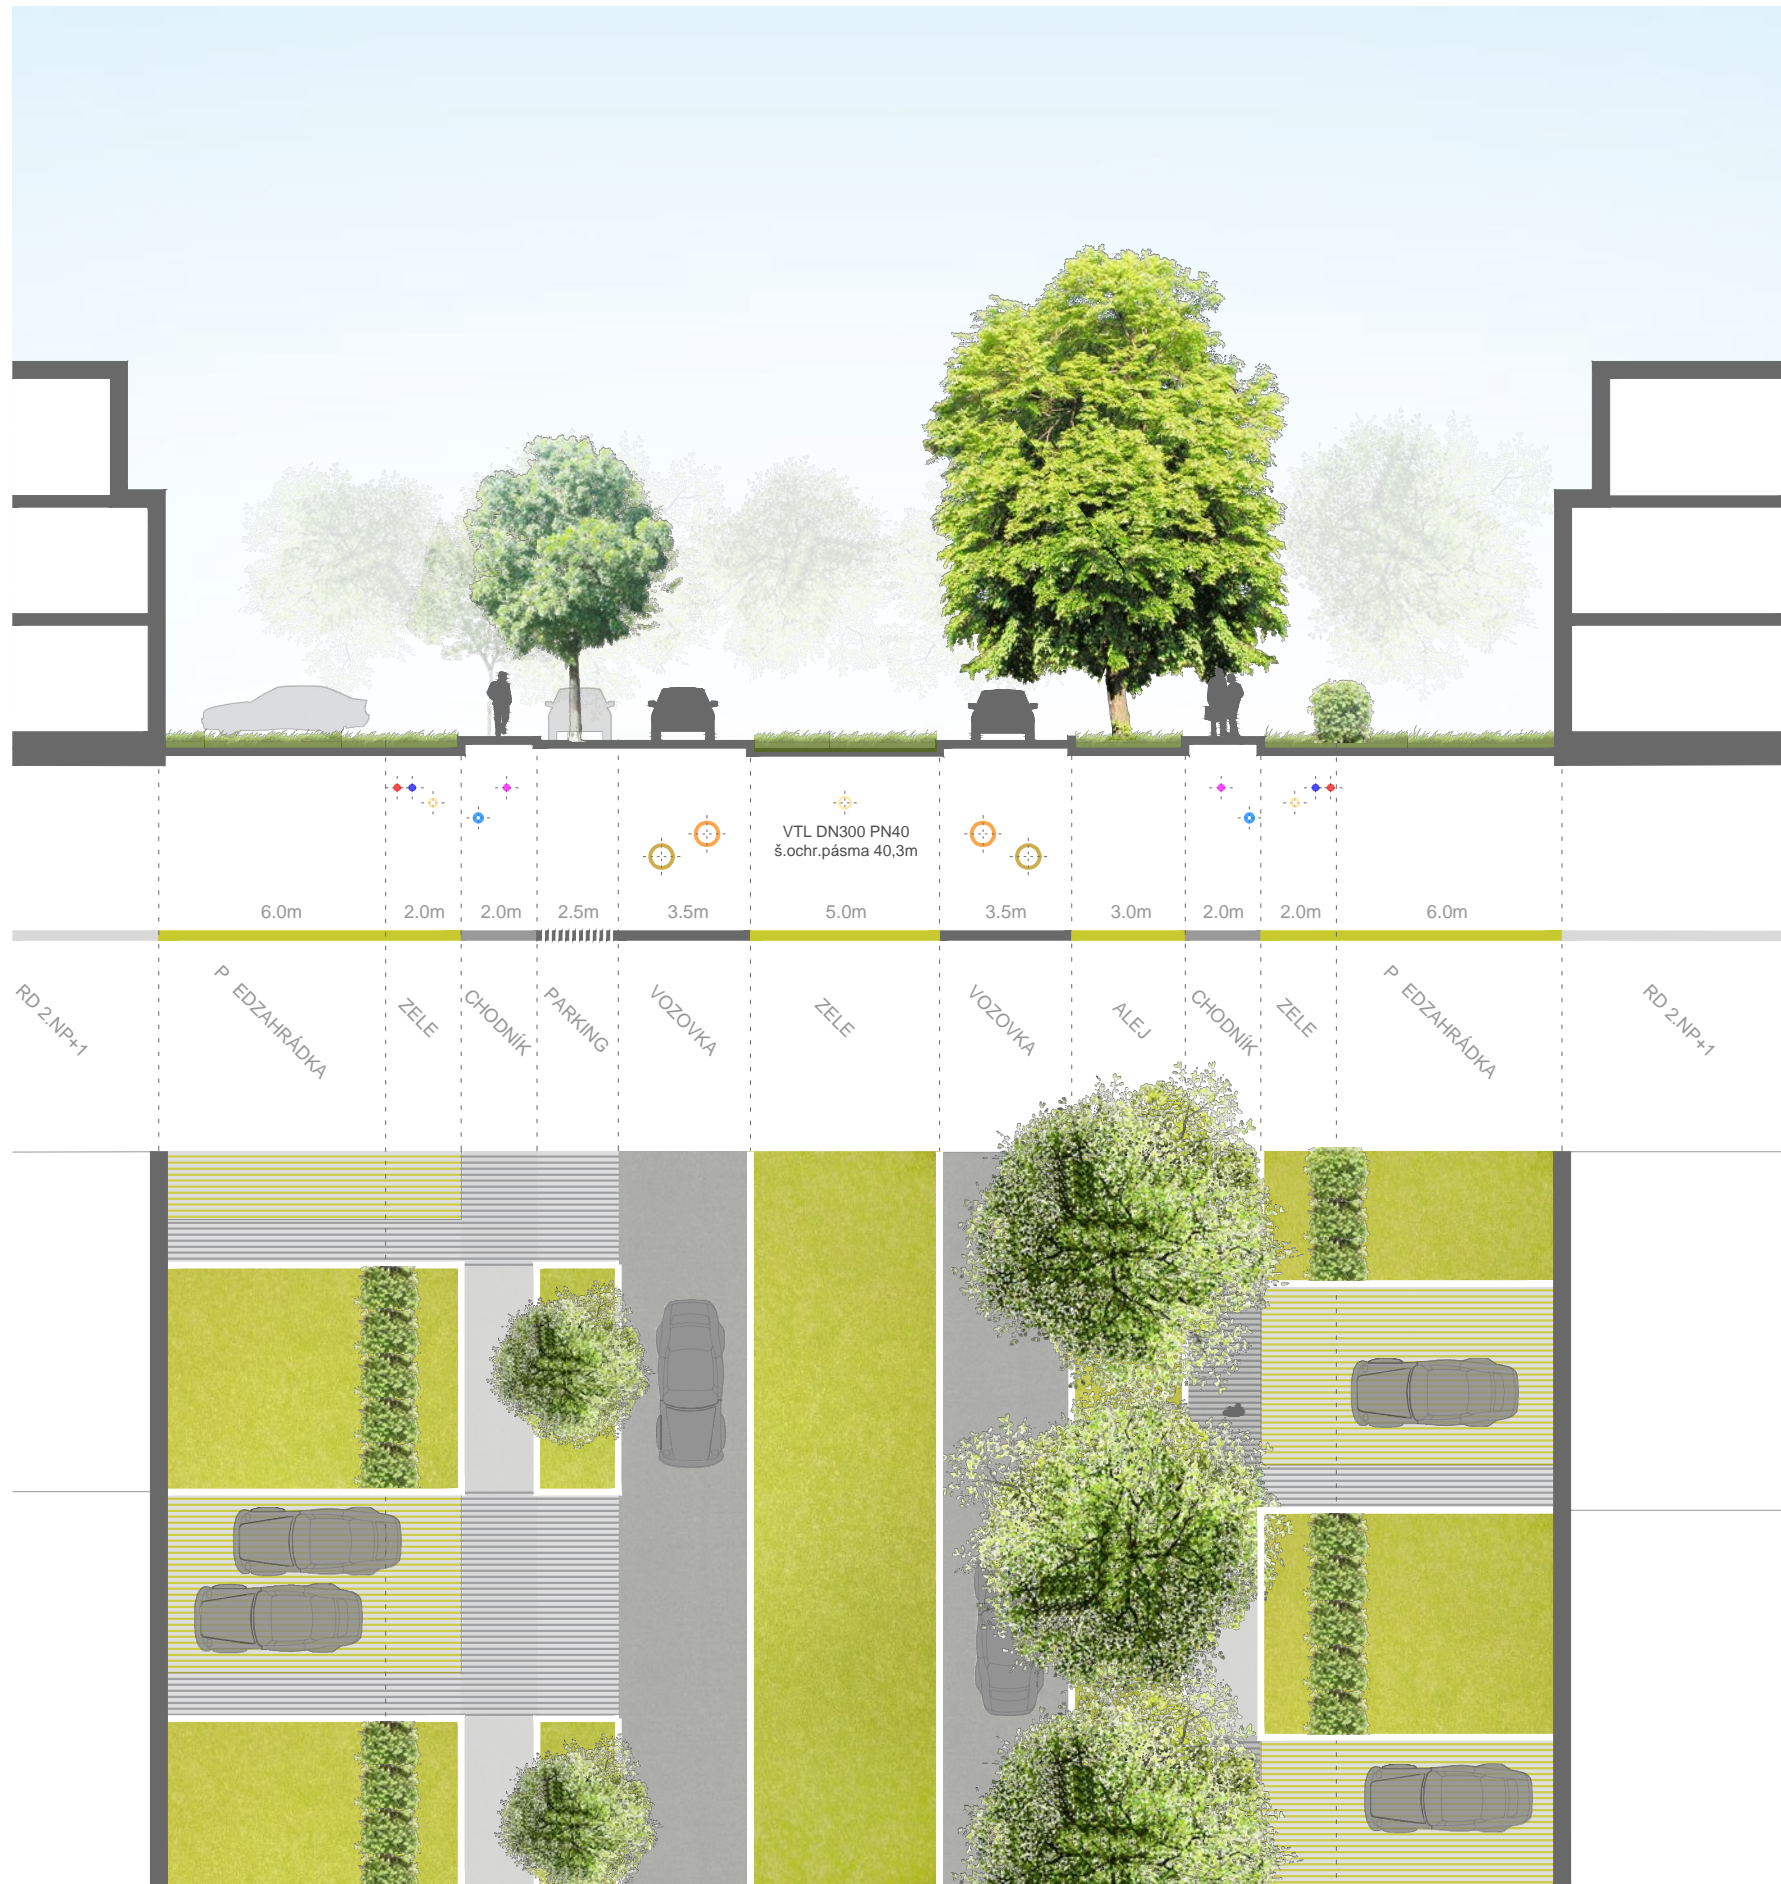 VTL DN300 PN40
š.ochr.pásma 40,3m
6.0m 2.0m 2.0m 2.5m 3.5m 5.0m 3.5m 3.0m 2.0m 2.0m 6.0m
RD 2.NP+1
P EDZAHRÁDKA
ZELE
CHODNÍK
PARKING
VOZOVKA
ZELE
VOZOVKA
ALEJ
CHODNÍK
ZELE
P EDZAHRÁDKA
RD 2.NP+1